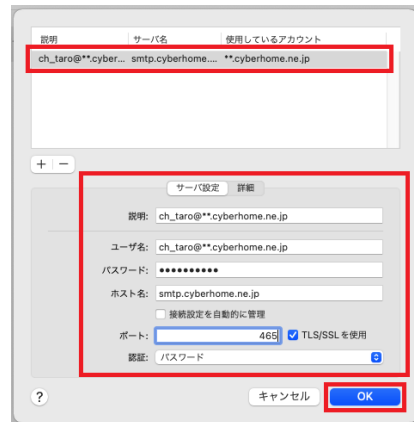 説明 サーバ名 使用しているアカウント
ch_taro@**.cyber... smtp.cyberhome.... **.cyberhome.ne.jp
+ −
サーバ設定 詳細
説明: ch_taro@**.cyberhome.ne.jp
ユーザ名: ch_taro@**.cyberhome.ne.jp
パスワード: ●●●●●●●●●●
ホスト名: smtp.cyberhome.ne.jp
接続設定を自動的に管理
ポート: 465 TLS/SSL を使用
認証: パスワード
? キャンセル OK